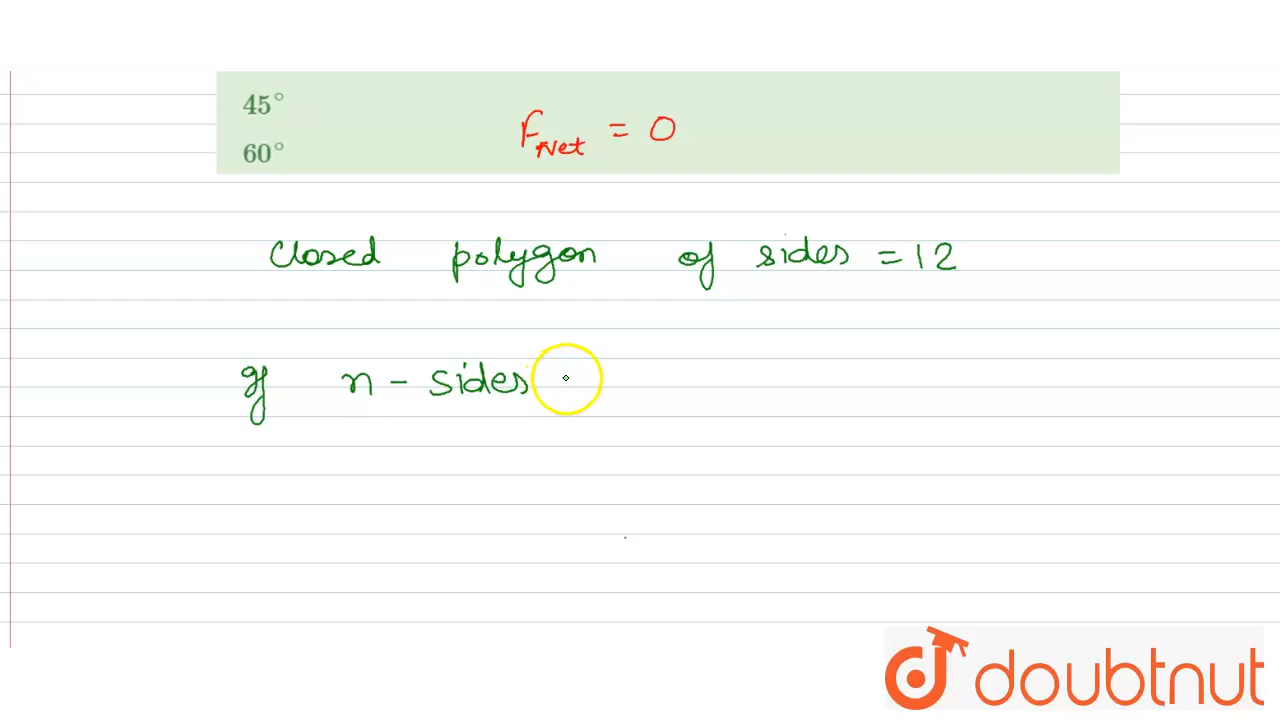 45°
F_Net = 0
60°
Closed polygon of sides = 12
If n - sides
doubtnut